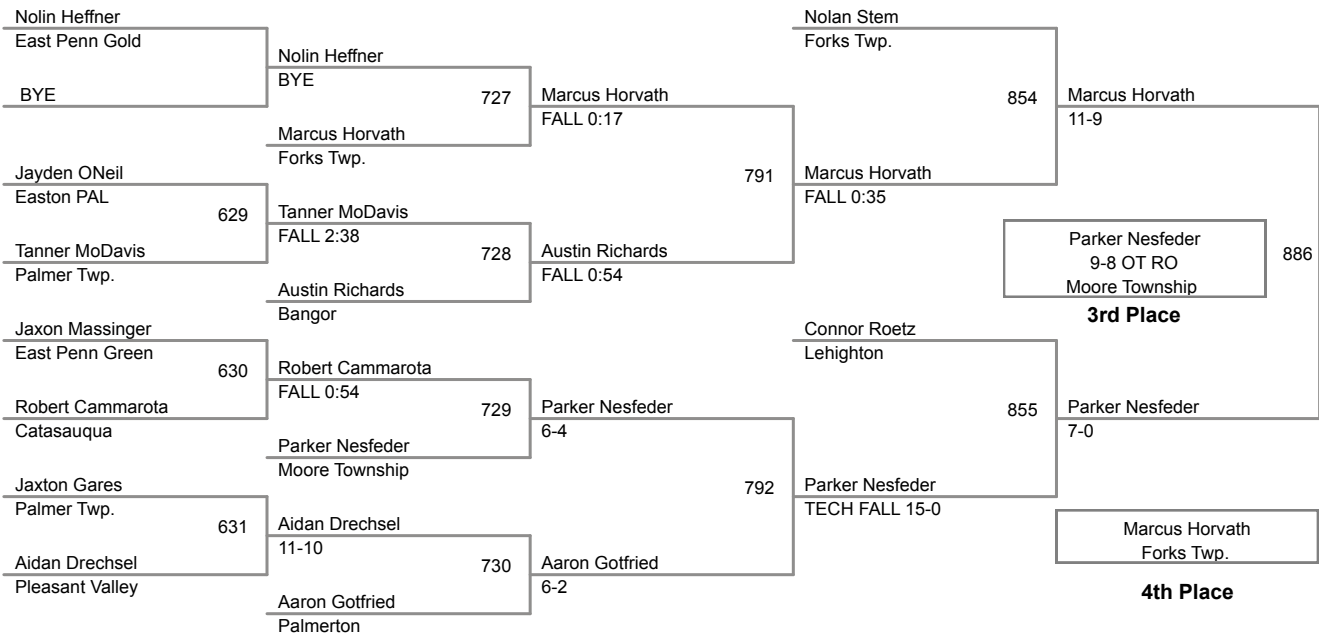 Nolin Heffner
East Penn Gold
BYE
Jayden ONeil
Easton PAL
629
Tanner MoDavis
Palmer Twp.
Jaxon Massinger
East Penn Green
630
Robert Cammarota
Catasauqua
Jaxton Gares
Palmer Twp.
631
Aidan Drechsel
Pleasant Valley
Nolin Heffner
BYE
727
Marcus Horvath
Forks Twp.
Tanner MoDavis
FALL 2:38
728
Austin Richards
Bangor
Robert Cammarota
FALL 0:54
729
Parker Nesfeder
Moore Township
Aidan Drechsel
11-10
730
Aaron Gotfried
Palmerton
Marcus Horvath
FALL 0:17
791
Austin Richards
FALL 0:54
Parker Nesfeder
6-4
792
Aaron Gotfried
6-2
Nolan Stem
Forks Twp.
854
Marcus Horvath
FALL 0:35
Connor Roetz
Lehighton
855
Parker Nesfeder
TECH FALL 15-0
Marcus Horvath
11-9
886
Parker Nesfeder
7-0
Parker Nesfeder
9-8 OT RO
Moore Township
3rd Place
Marcus Horvath
Forks Twp.
4th Place